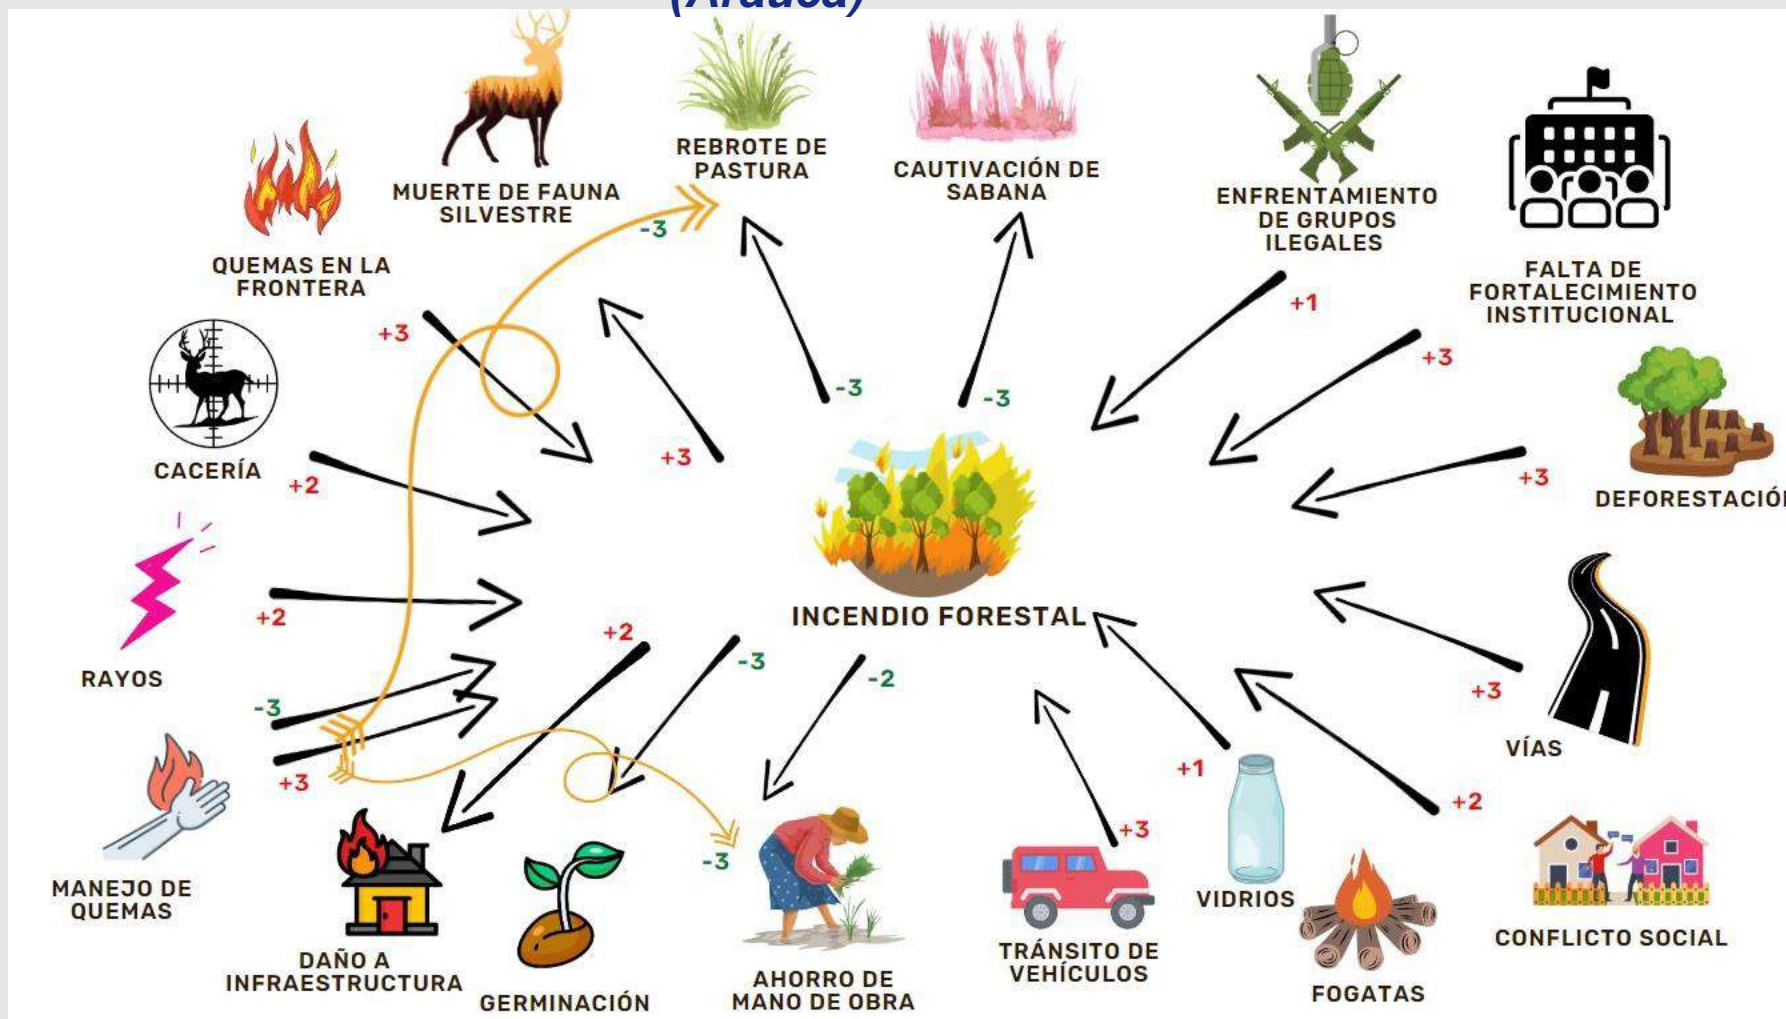 (Arauca)
REBROTE DE
PASTURA
CAUTIVACIÓN DE
SABANA
MUERTE DE FAUNA
SILVESTRE
ENFRENTAMIENTO
DE GRUPOS
ILEGALES
-3
QUEMAS EN LA
FRONTERA
FALTA DE
FORTALECIMIENTO
INSTITUCIONAL
+3
+1
+3
-3
-3
CACERÍA
+2
+3
+3
DEFORESTACIÓN
INCENDIO FORESTAL
+2
+2
-3
-2
RAYOS
-3
+3
+3
VÍAS
+1
+2
+3
-3
MANEJO DE
QUEMAS
VIDRIOS
DAÑO A
INFRAESTRUCTURA
GERMINACIÓN
AHORRO DE
MANO DE OBRA
TRÁNSITO DE
VEHÍCULOS
FOGATAS
CONFLICTO SOCIAL